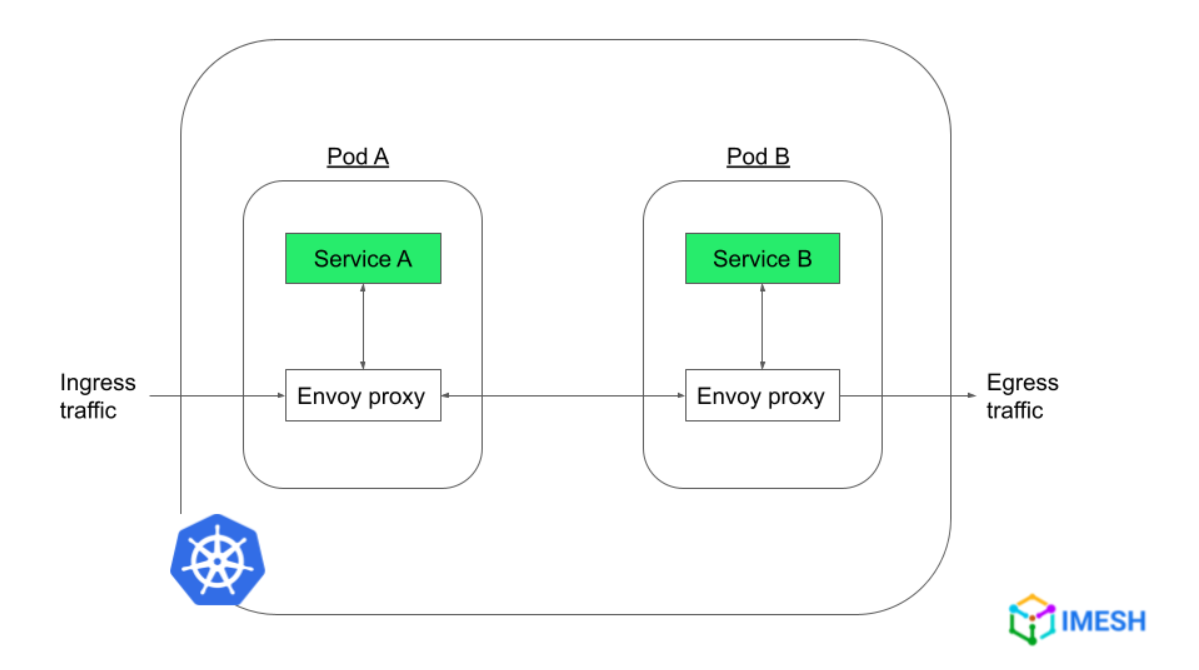 Pod A
Pod B
Service A
Service B
Ingress
traffic
Envoy proxy
Envoy proxy
Egress
traffic
IMESH